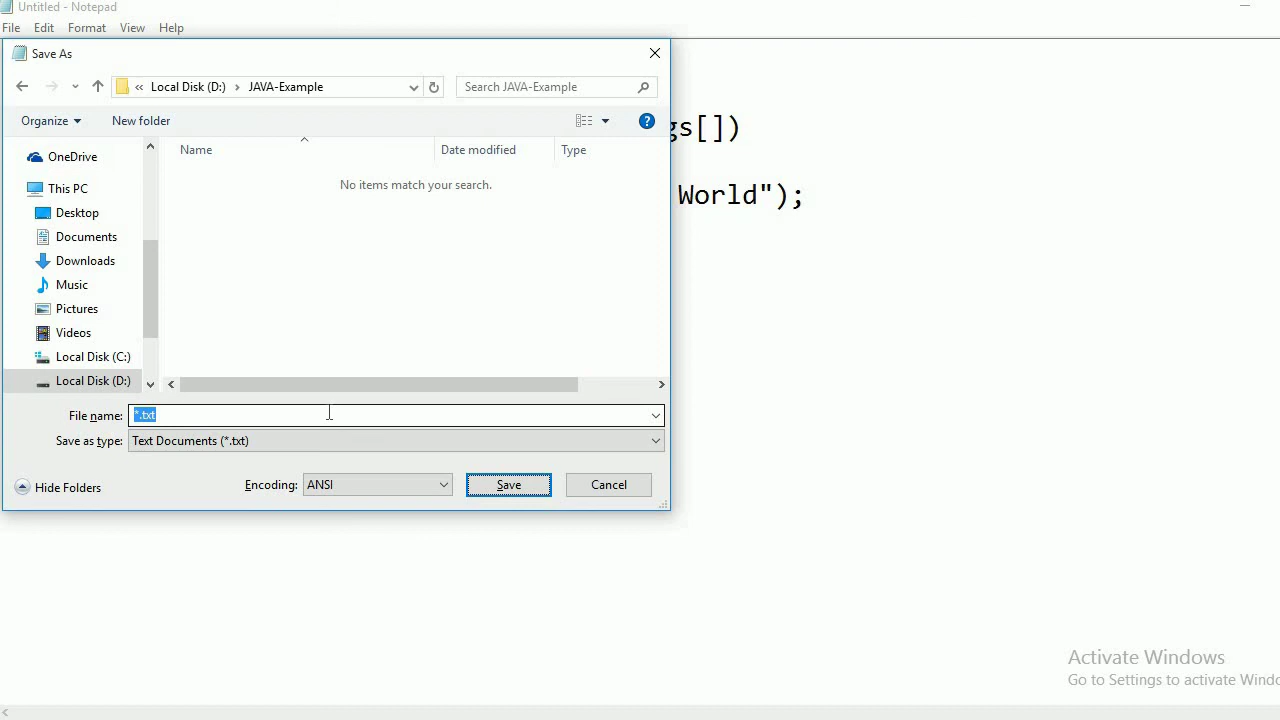 Untitled - Notepad
File Edit Format View Help
Save As
« Local Disk (D:) › JAVA-Example
Search JAVA-Example
Organize
New folder
?
Name
Date modified
Type
No items match your search.
OneDrive
This PC
Desktop
Documents
Downloads
Music
Pictures
Videos
Local Disk (C:)
Local Disk (D:)
File name: *.txt
Save as type: Text Documents (*.txt)
Hide Folders
Encoding: ANSI
Save
Cancel
gs[])
World");
Activate Windows
Go to Settings to activate Windo